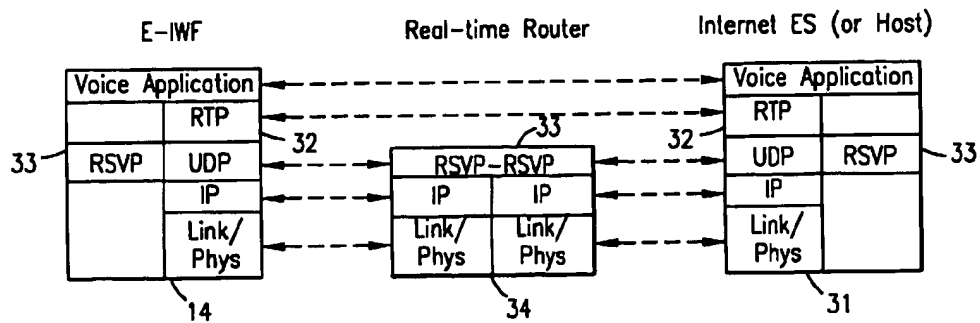 E-IWF
Real-time Router
Internet ES (or Host)
Voice Application
Voice Application
RTP
RTP
33
32
33
32
33
RSVP
UDP
RSVP-RSVP
UDP
RSVP
IP
IP
IP
IP
Link/
Phys
Link/
Phys
Link/
Phys
Link/
Phys
14
34
31